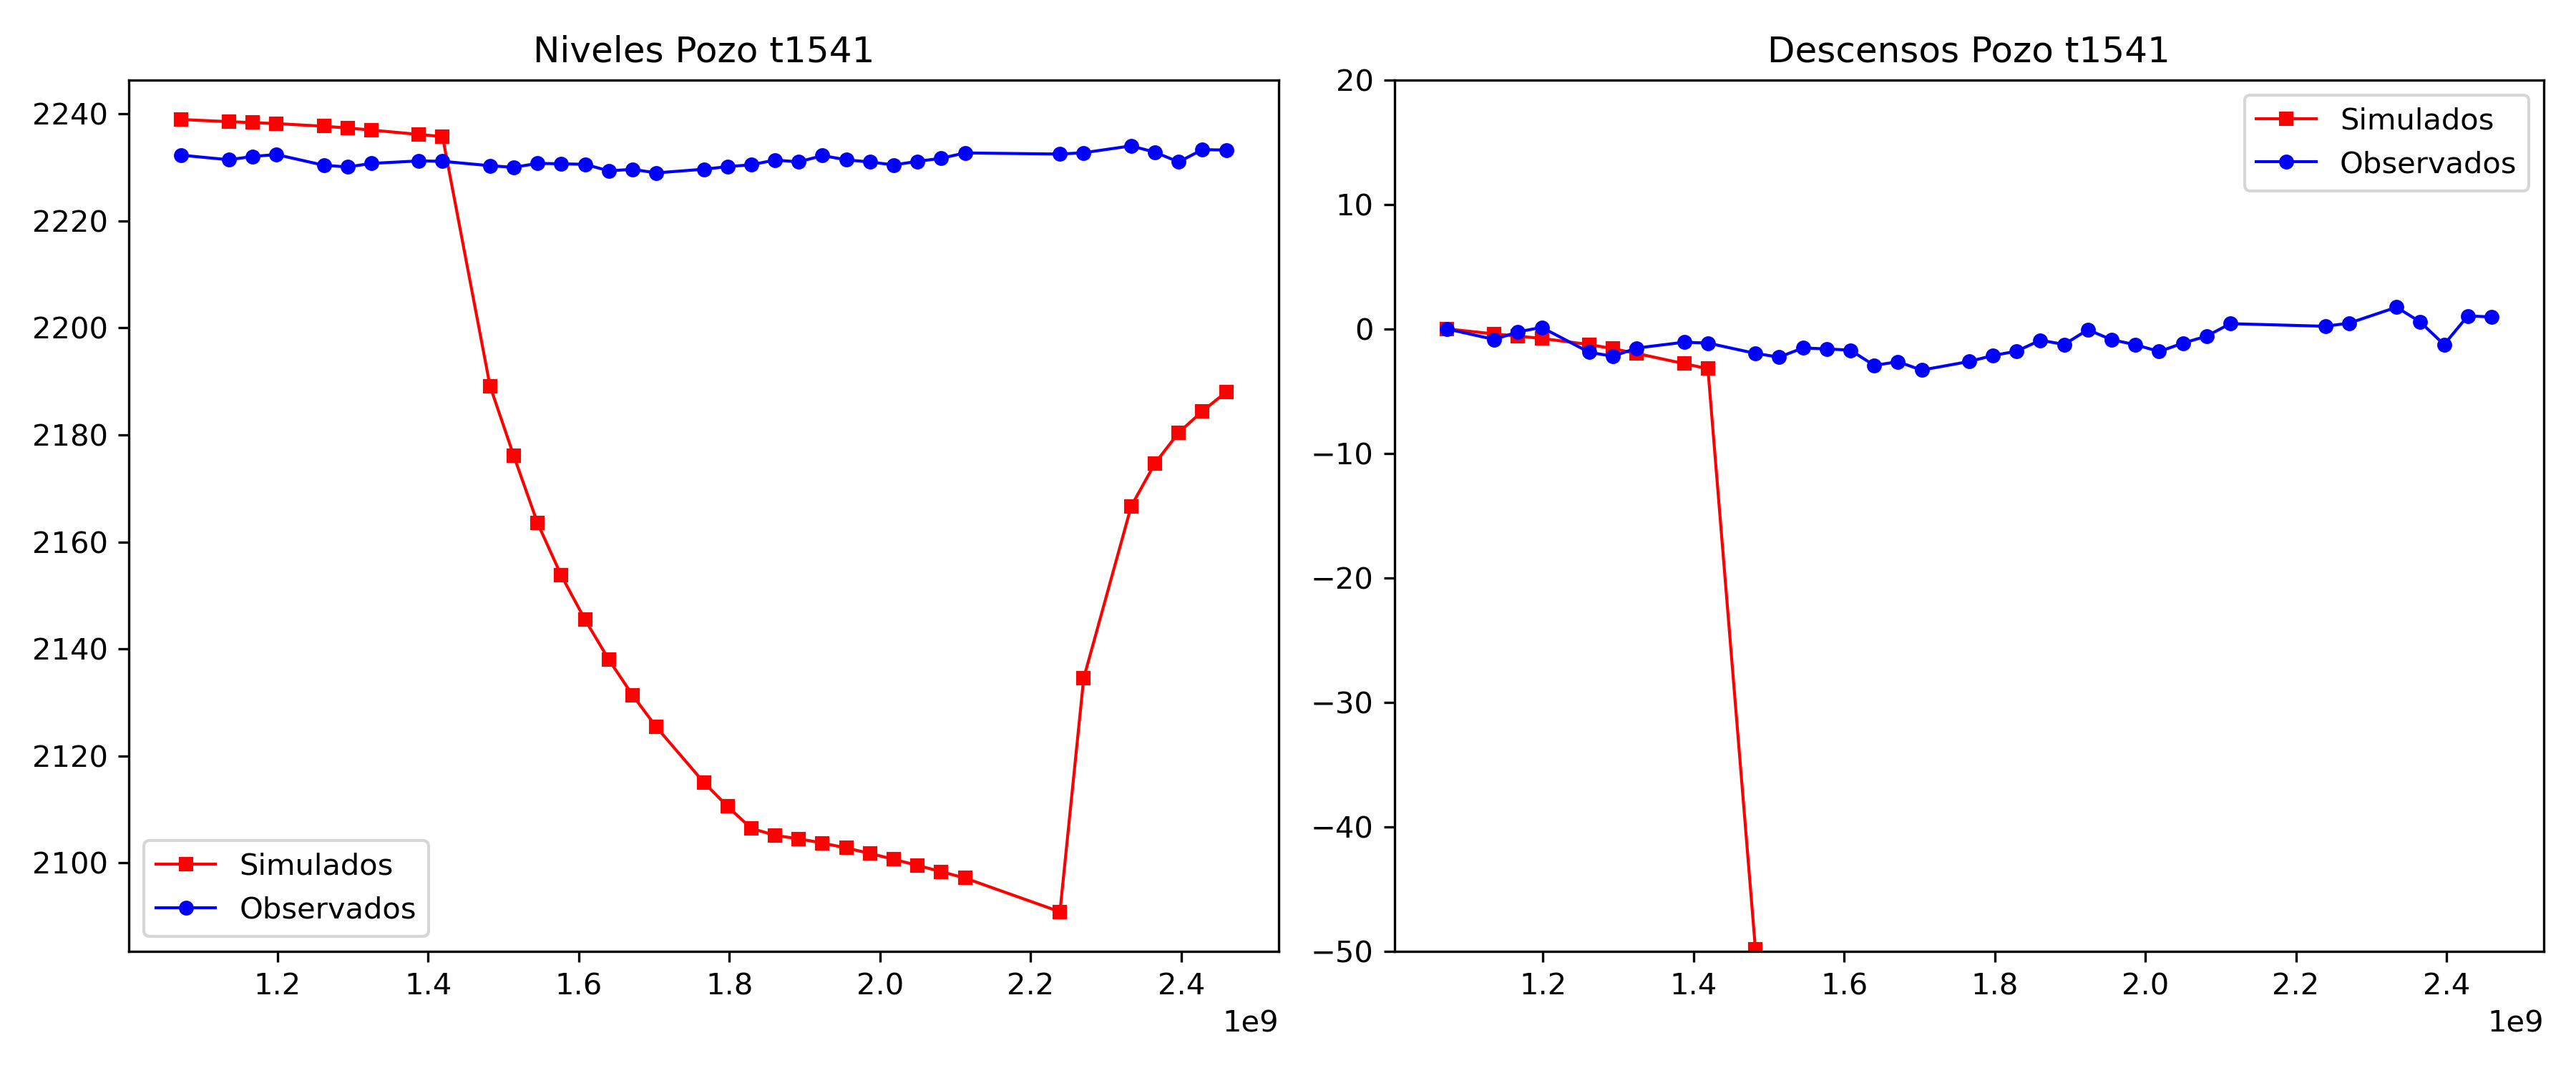 Niveles Pozo t1541
2240
2220
2200
2180
2160
2140
2120
2100
Simulados
Observados
1.2 1.4 1.6 1.8 2.0 2.2 2.4
1e9
Descensos Pozo t1541
20
10
0
−10
−20
−30
−40
−50
Simulados
Observados
1.2 1.4 1.6 1.8 2.0 2.2 2.4
1e9